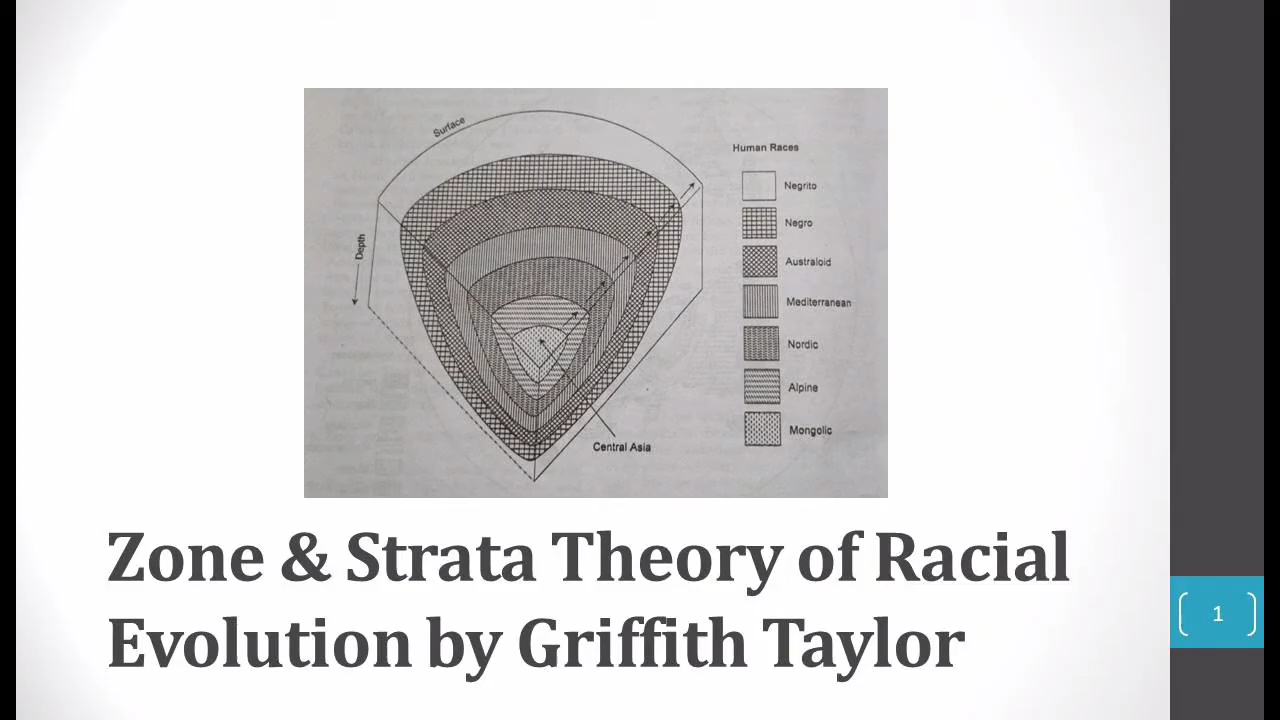 Surface
Depth
Human Races
Negrito
Negro
Australoid
Mediterranean
Nordic
Alpine
Mongolic
Central Asia
Zone & Strata Theory of Racial
Evolution by Griffith Taylor
1